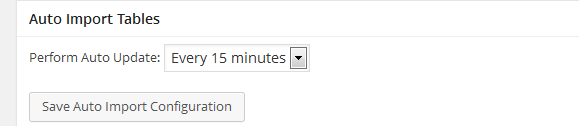 Auto Import Tables
Perform Auto Update: Every 15 minutes
Save Auto Import Configuration